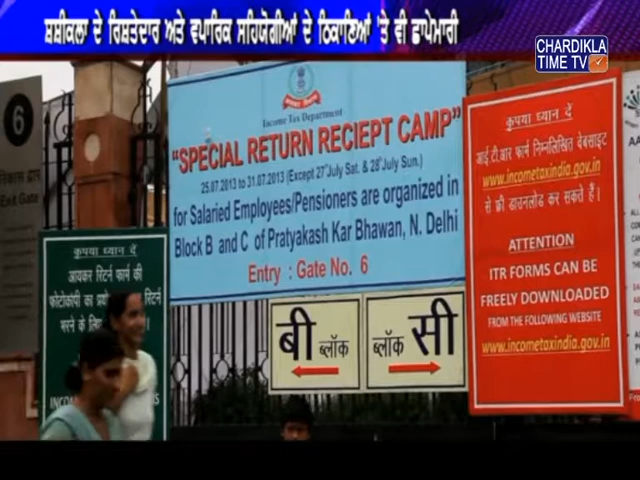 ਸ਼ਸ਼ੀਕਲਾ ਦੇ ਰਿਸ਼ਤੇਦਾਰ ਅਤੇ ਵਪਾਰਿਕ ਸਹਿਯੋਗੀਆਂ ਦੇ ਠਿਕਾਣਿਆਂ 'ਤੇ ਵੀ ਛਾਪੇਮਾਰੀ
CHARDIKLA
TIME TV
6
Exit Gate
Income Tax Department
"SPECIAL RETURN RECIEPT CAMP"
25.07.2013 to 31.07.2013 (Except 27th July Sat. & 28th July Sun.)
for Salaried Employees/Pensioners are organized in
Block B and C of Pratyakash Kar Bhawan, N. Delhi
Entry : Gate No. 6
कृपया ध्यान दें
आयकर रिटर्न फार्म की
फोटोकॉपी का रिटर्न
भरने के
बी ब्लॉक
ब्लॉक सी
कृपया ध्यान दें
आई.टी.आर फार्म निम्नलिखित वेबसाइट
www.incometaxindia.gov.in
से फ्री डाउनलोड कर सकते हैं।
ATTENTION
ITR FORMS CAN BE
FREELY DOWNLOADED
FROM THE FOLLOWING WEBSITE
www.incometaxindia.gov.in